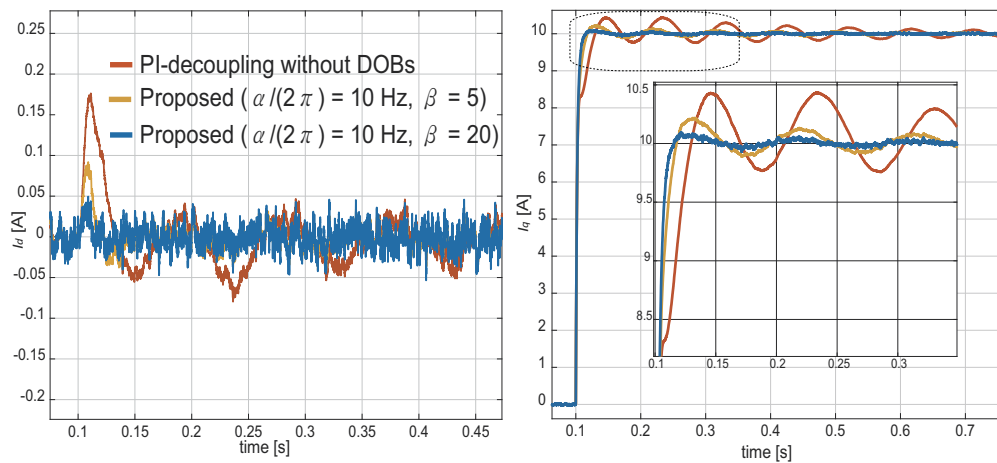 0.25
0.2
0.15
0.1
0.05
0
-0.05
-0.1
-0.15
-0.2
I_d [A]
PI-decoupling without DOBs
Proposed ( α/(2π) = 10 Hz, β = 5)
Proposed ( α/(2π) = 10 Hz, β = 20)
0.1 0.15 0.2 0.25 0.3 0.35 0.4 0.45
time [s]
10
9
8
7
6
5
4
3
2
1
0
I_q [A]
10.5
10
9.5
9
8.5
0.1 0.15 0.2 0.25 0.3
0.1 0.2 0.3 0.4 0.5 0.6 0.7
time [s]